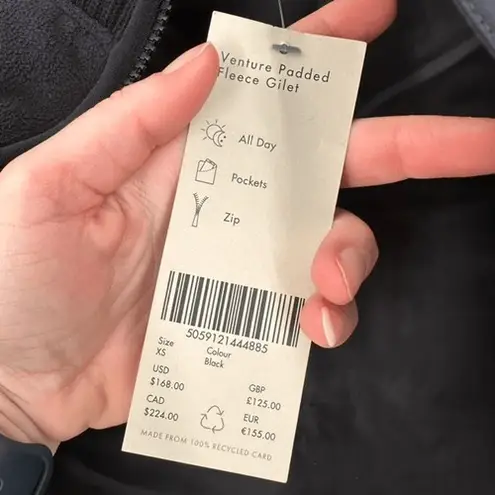 Venture Padded
Fleece Gilet
All Day
Pockets
Zip
5059121444885
Size
XS
Colour
Black
USD
$168.00
GBP
£125.00
CAD
$224.00
EUR
€155.00
MADE FROM 100% RECYCLED CARD